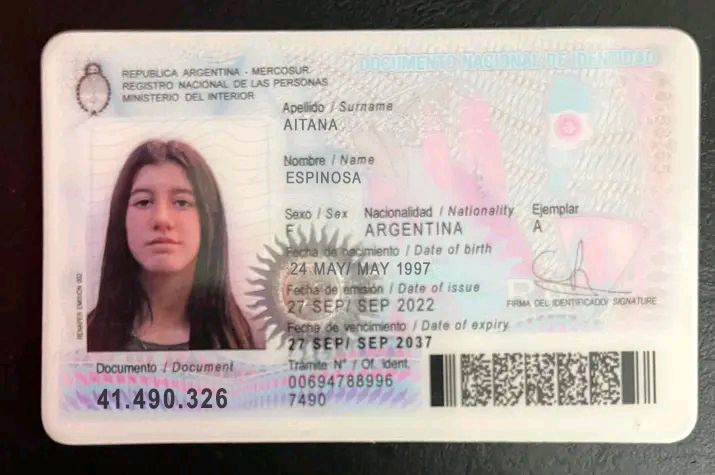 DOCUMENTO NACIONAL DE IDENTIDAD
REPUBLICA ARGENTINA - MERCOSUR
REGISTRO NACIONAL DE LAS PERSONAS
MINISTERIO DEL INTERIOR
Apellido / Surname
AITANA
Nombre / Name
ESPINOSA
Sexo / Sex Nacionalidad / Nationality Ejemplar
F ARGENTINA A
Fecha de nacimiento / Date of birth
24 MAY/ MAY 1997
Fecha de emisión / Date of issue
27 SEP/ SEP 2022
FIRMA DEL IDENTIFICADO/ SIGNATURE
Fecha de vencimiento / Date of expiry
27 SEP/ SEP 2037
Documento / Document
41.490.326
Trámite N° / Of. ident.
00694788996
7490